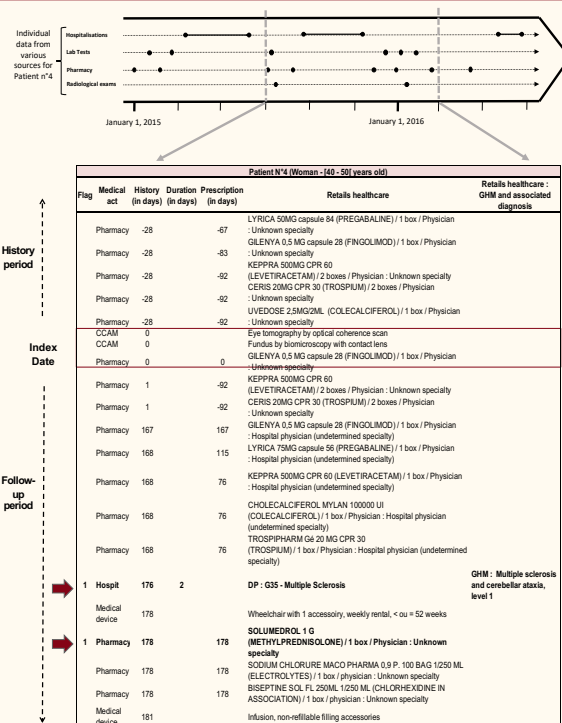 Individual
data from
various
sources for
Patient n°4
Hospitalisations
Lab Tests
Pharmacy
Radiological exams
January 1, 2015
January 1, 2016
Patient N°4 (Woman - [40 - 50[ years old)
Flag
Medical
act
History
(in days)
Duration
(in days)
Prescription
(in days)
Retails healthcare
Retails healthcare :
GHM and associated
diagnosis
History
period
LYRICA 50MG capsule 84 (PREGABALINE) / 1 box / Physician
Pharmacy -28 -67 : Unknown specialty
GILENYA 0,5 MG capsule 28 (FINGOLIMOD) / 1 box / Physician
Pharmacy -28 -83 : Unknown specialty
KEPPRA 500MG CPR 60
Pharmacy -28 -92 (LEVETIRACETAM) / 2 boxes / Physician : Unknown specialty
CERIS 20MG CPR 30 (TROSPIUM) / 2 boxes / Physician
Pharmacy -28 -92 : Unknown specialty
UVEDOSE 2,5MG/2ML (COLECALCIFEROL) / 1 box / Physician
Pharmacy -28 -92 : Unknown specialty
Index
Date
CCAM 0 Eye tomography by optical coherence scan
CCAM 0 Fundus by biomicroscopy with contact lens
GILENYA 0,5 MG capsule 28 (FINGOLIMOD) / 1 box / Physician
Pharmacy 0 0 : Unknown specialty
Follow-
up
period
KEPPRA 500MG CPR 60
Pharmacy 1 -92 (LEVETIRACETAM) / 2 boxes / Physician : Unknown specialty
CERIS 20MG CPR 30 (TROSPIUM) / 2 boxes / Physician
Pharmacy 1 -92 : Unknown specialty
GILENYA 0,5 MG capsule 28 (FINGOLIMOD) / 1 box / Physician
Pharmacy 167 167 : Hospital physician (undetermined specialty)
LYRICA 75MG capsule 56 (PREGABALINE) / 1 box / Physician
Pharmacy 168 115 : Hospital physician (undetermined specialty)
KEPPRA 500MG CPR 60 (LEVETIRACETAM) / 1 box / Physician
Pharmacy 168 76 : Hospital physician (undetermined specialty)
CHOLECALCIFEROL MYLAN 100000 UI
Pharmacy 168 76 (COLECALCIFEROL) / 1 box / Physician : Hospital physician
(undetermined specialty)
TROSPIPHARM Gé 20 MG CPR 30
Pharmacy 168 76 (TROSPIUM) / 1 box / Physician : Hospital physician (undetermined
specialty)
1 Hospit 176 2 DP : G35 - Multiple Sclerosis
GHM : Multiple sclerosis
and cerebellar ataxia,
level 1
Medical
device 178 Wheelchair with 1 accessoiry, weekly rental, < ou = 52 weeks
SOLUMEDROL 1 G
1 Pharmacy 178 178 (METHYLPREDNISOLONE) / 1 box / Physician : Unknown
specialty
SODIUM CHLORURE MACO PHARMA 0,9 P. 100 BAG 1/250 ML
Pharmacy 178 178 (ELECTROLYTES) / 1 box / physician : Unknown specialty
BISEPTINE SOL FL 250ML 1/250 ML (CHLORHEXIDINE IN
Pharmacy 178 178 ASSOCIATION) / 1 box / physician : Unknown specialty
Medical
device 181 Infusion, non-refillable filling accessories